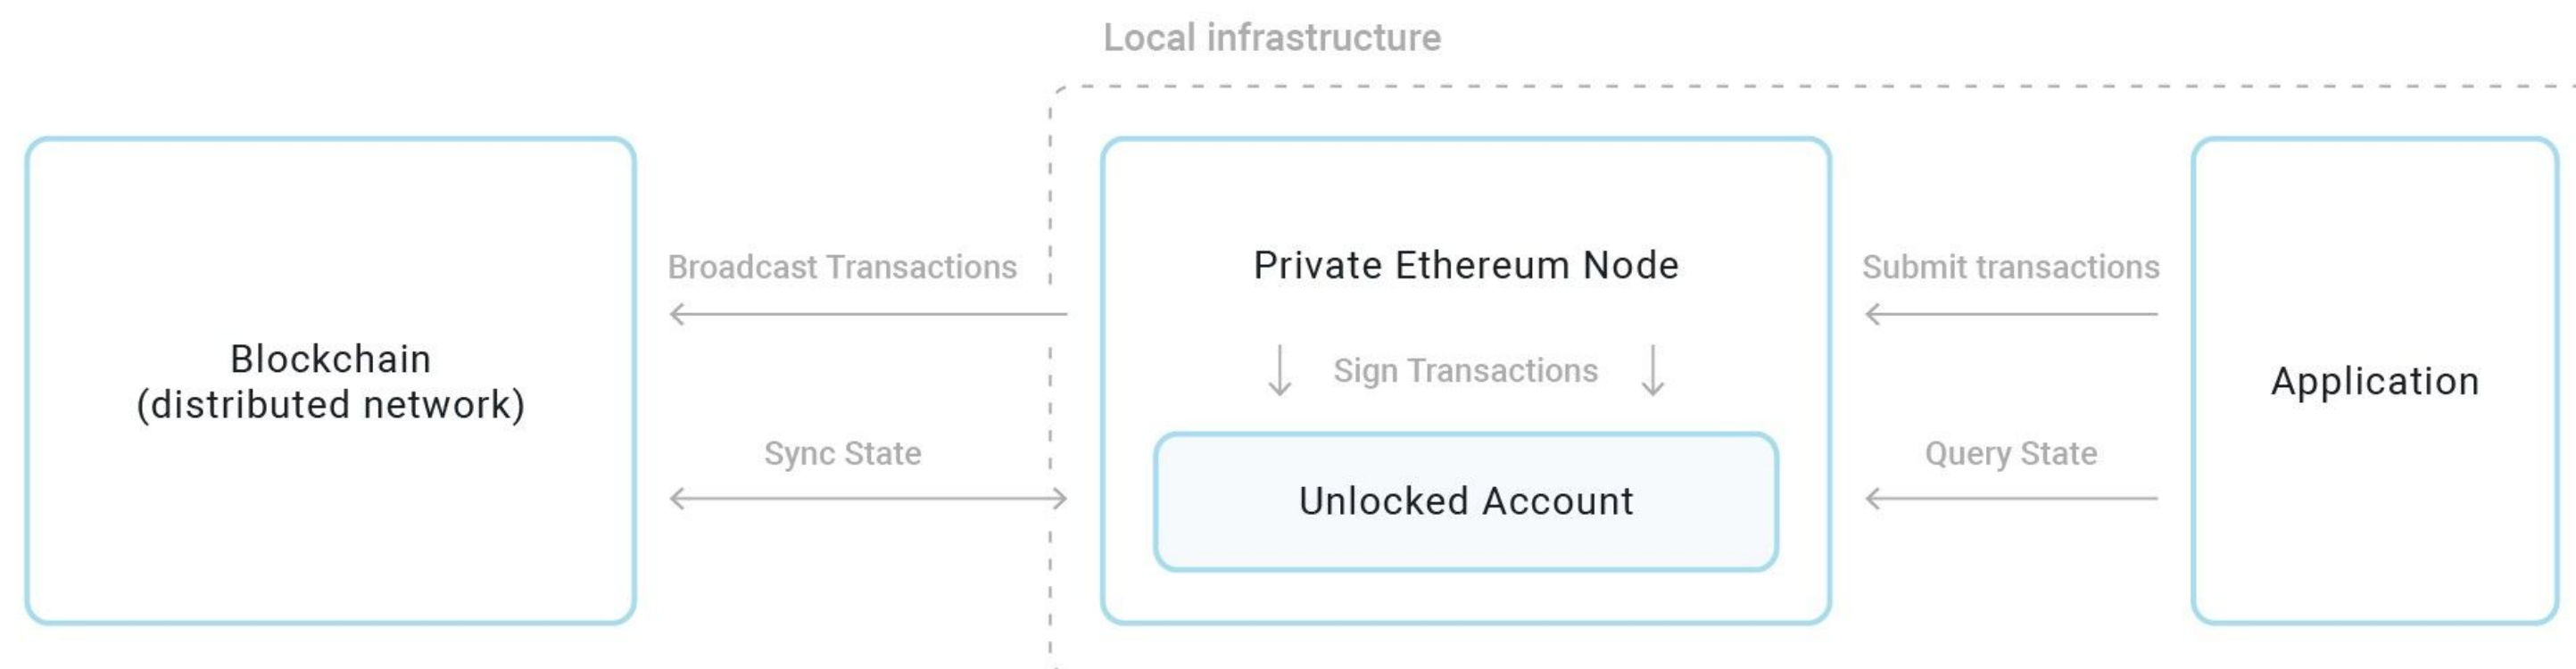 Local infrastructure
Blockchain
(distributed network)
Broadcast Transactions
Sync State
Private Ethereum Node
Sign Transactions
Unlocked Account
Submit transactions
Query State
Application